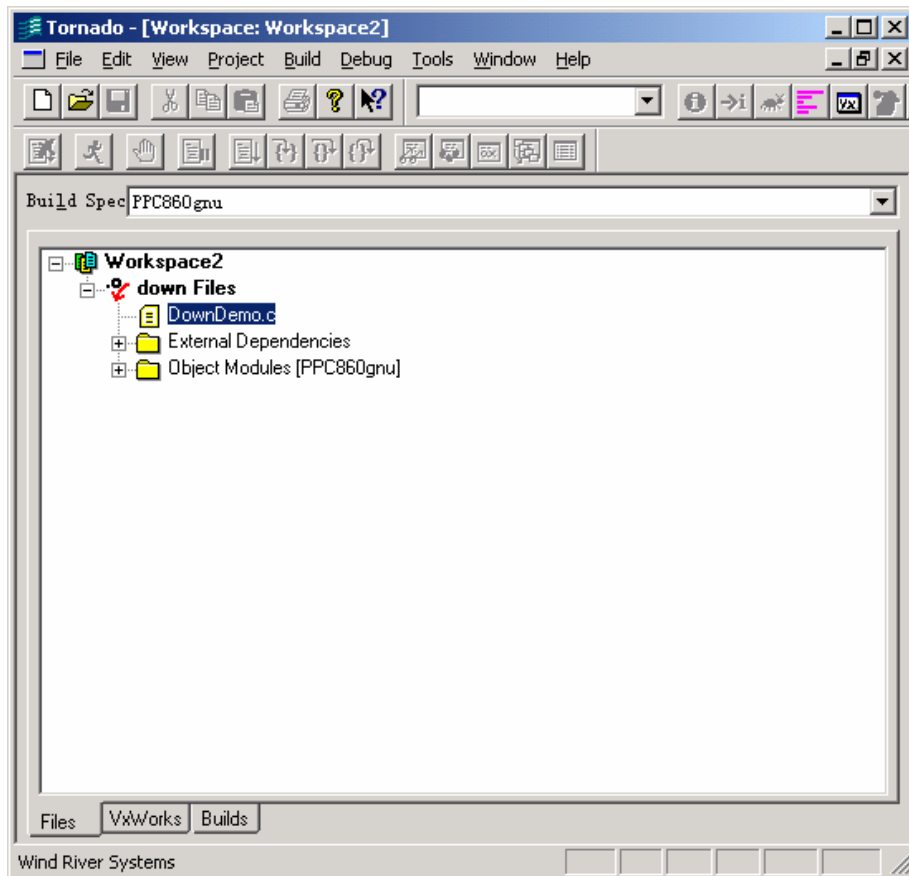 Tornado - [Workspace: Workspace2]
File Edit View Project Build Debug Tools Window Help
Build Spec PPC860gnu
Workspace2
down Files
DownDemo.c
External Dependencies
Object Modules [PPC860gnu]
Files VxWorks Builds
Wind River Systems